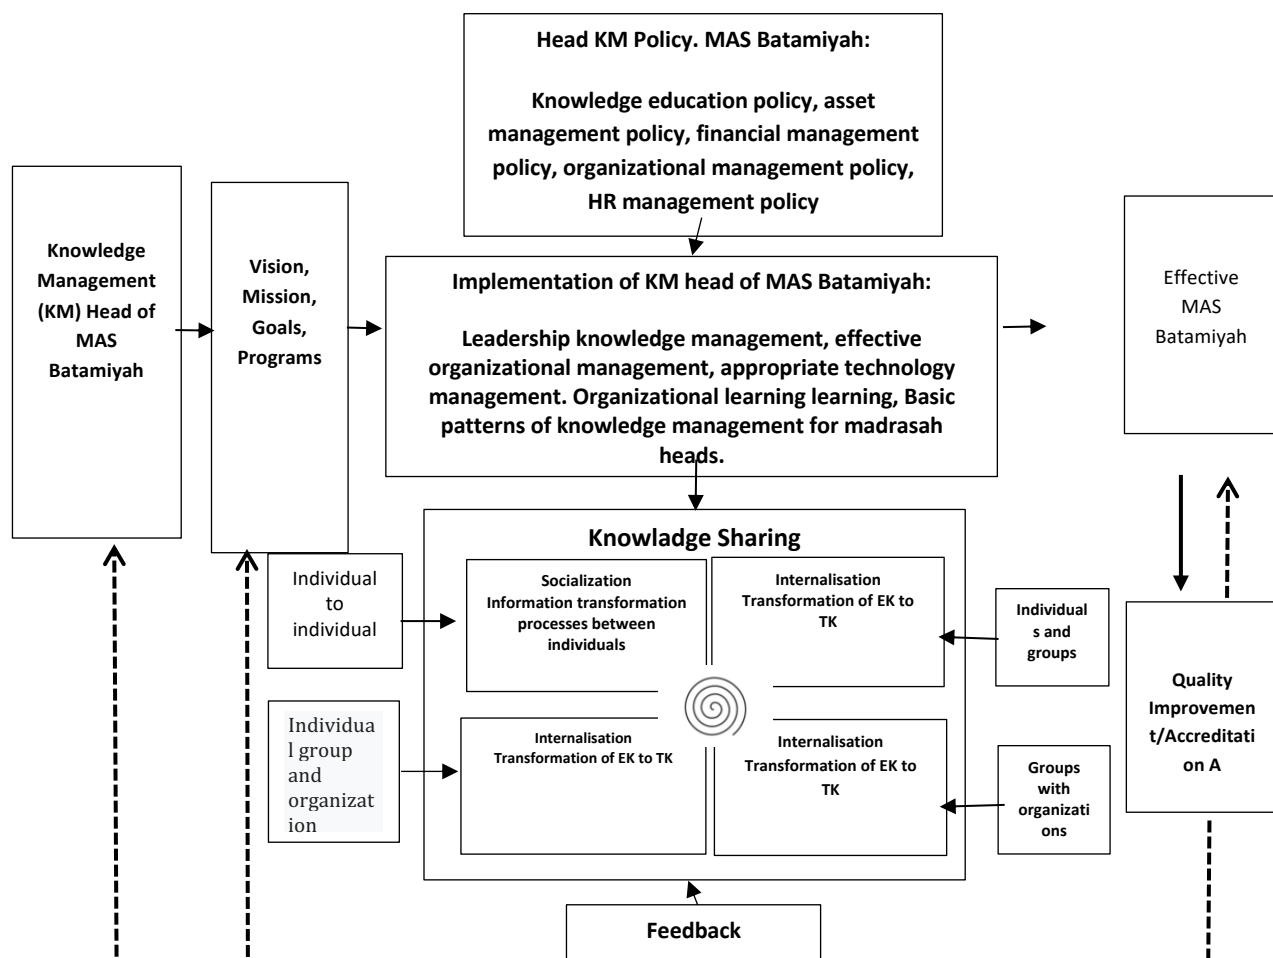 Head KM Policy. MAS Batamiyah:
Knowledge education policy, asset
management policy, financial management
policy, organizational management policy,
HR management policy
Knowledge
Management
(KM) Head of
MAS
Batamiyah
Vision,
Mission,
Goals,
Programs
Implementation of KM head of MAS Batamiyah:
Leadership knowledge management, effective
organizational management, appropriate technology
management. Organizational learning learning, Basic
patterns of knowledge management for madrasah
heads.
Effective
MAS
Batamiyah
Knowladge Sharing
Individual
to
individual
Socialization
Information transformation
processes between
individuals
Internalisation
Transformation of EK to
TK
Individual
s and
groups
Individua
l group
and
organizat
ion
Internalisation
Transformation of EK to TK
Internalisation
Transformation of EK to
TK
Groups
with
organizati
ons
Quality
Improvemen
t/Accreditati
on A
Feedback